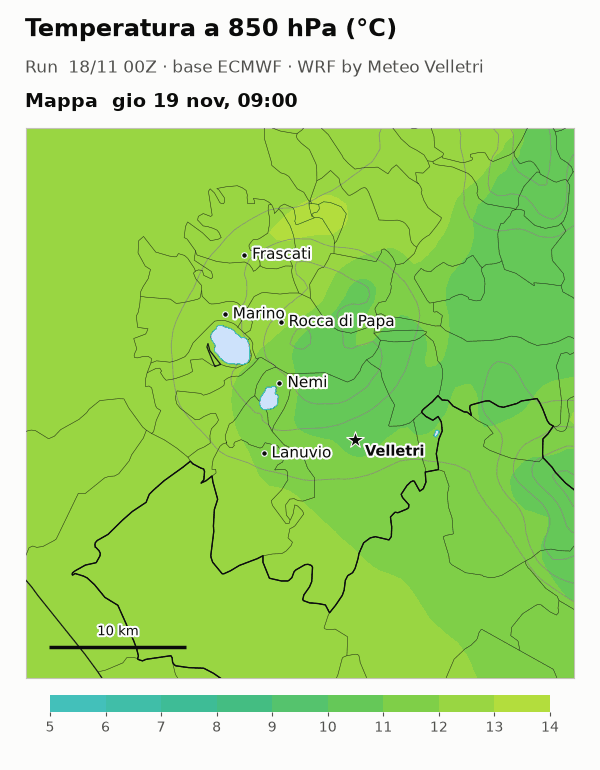 Temperatura a 850 hPa (°C)
Run  18/11 00Z · base ECMWF · WRF by Meteo Velletri
Mappa  gio 19 nov, 09:00
Frascati
Marino
Rocca di Papa
Nemi
Velletri
Lanuvio
10 km
5 6 7 8 9 10 11 12 13 14